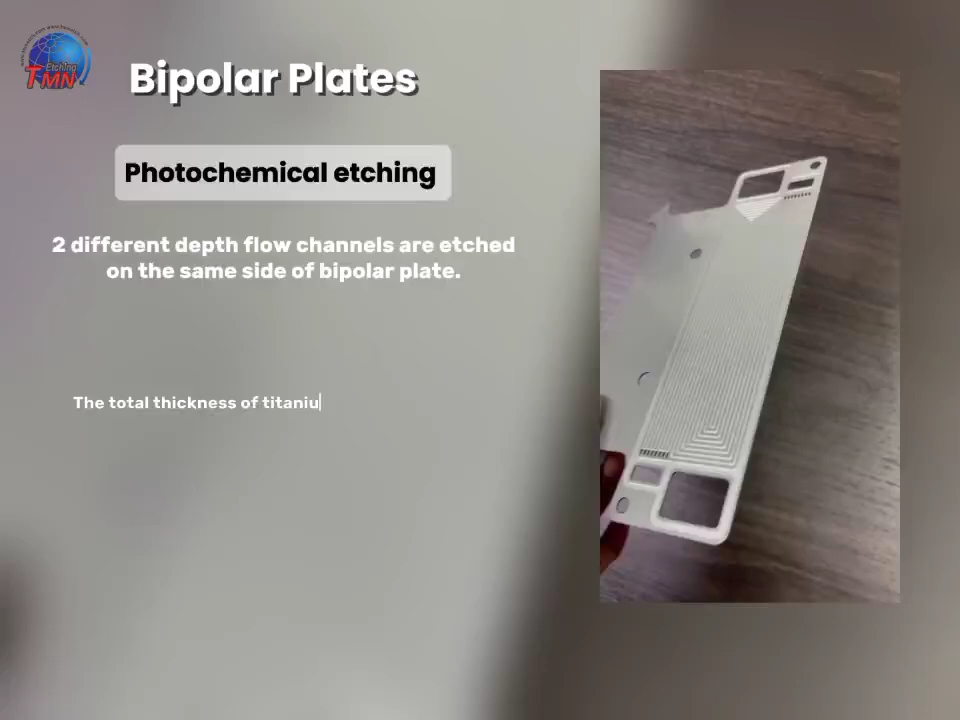 Etching
TMN
Bipolar Plates
Photochemical etching
2 different depth flow channels are etched
on the same side of bipolar plate.
The total thickness of titaniu